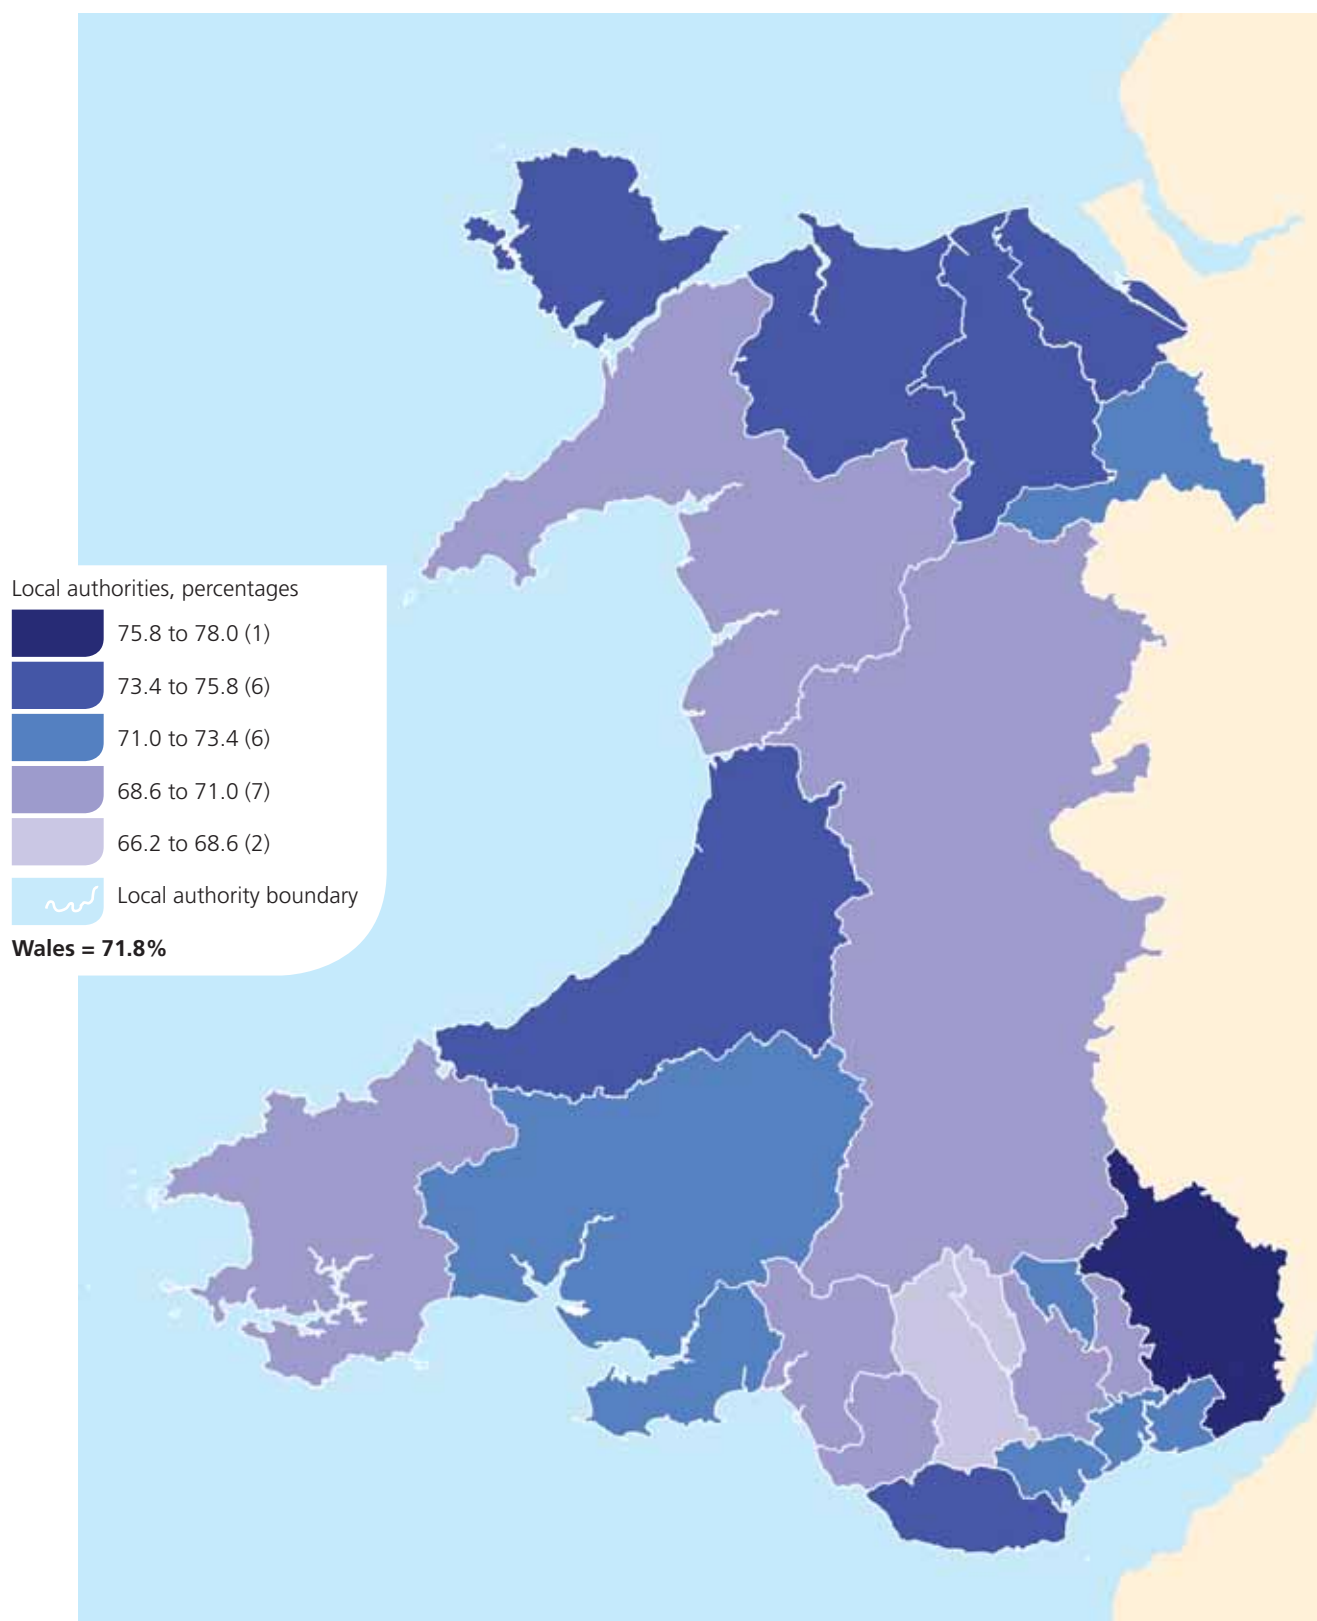 Local authorities, percentages
75.8 to 78.0 (1)
73.4 to 75.8 (6)
71.0 to 73.4 (6)
68.6 to 71.0 (7)
66.2 to 68.6 (2)
Local authority boundary
Wales = 71.8%